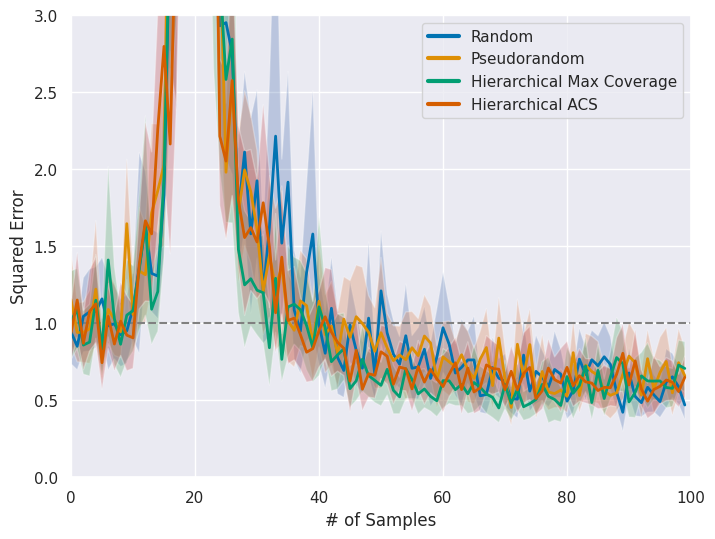 3.0
2.5
2.0
1.5
1.0
0.5
0.0
Squared Error
0
20
40
60
80
100
# of Samples
Random
Pseudorandom
Hierarchical Max Coverage
Hierarchical ACS